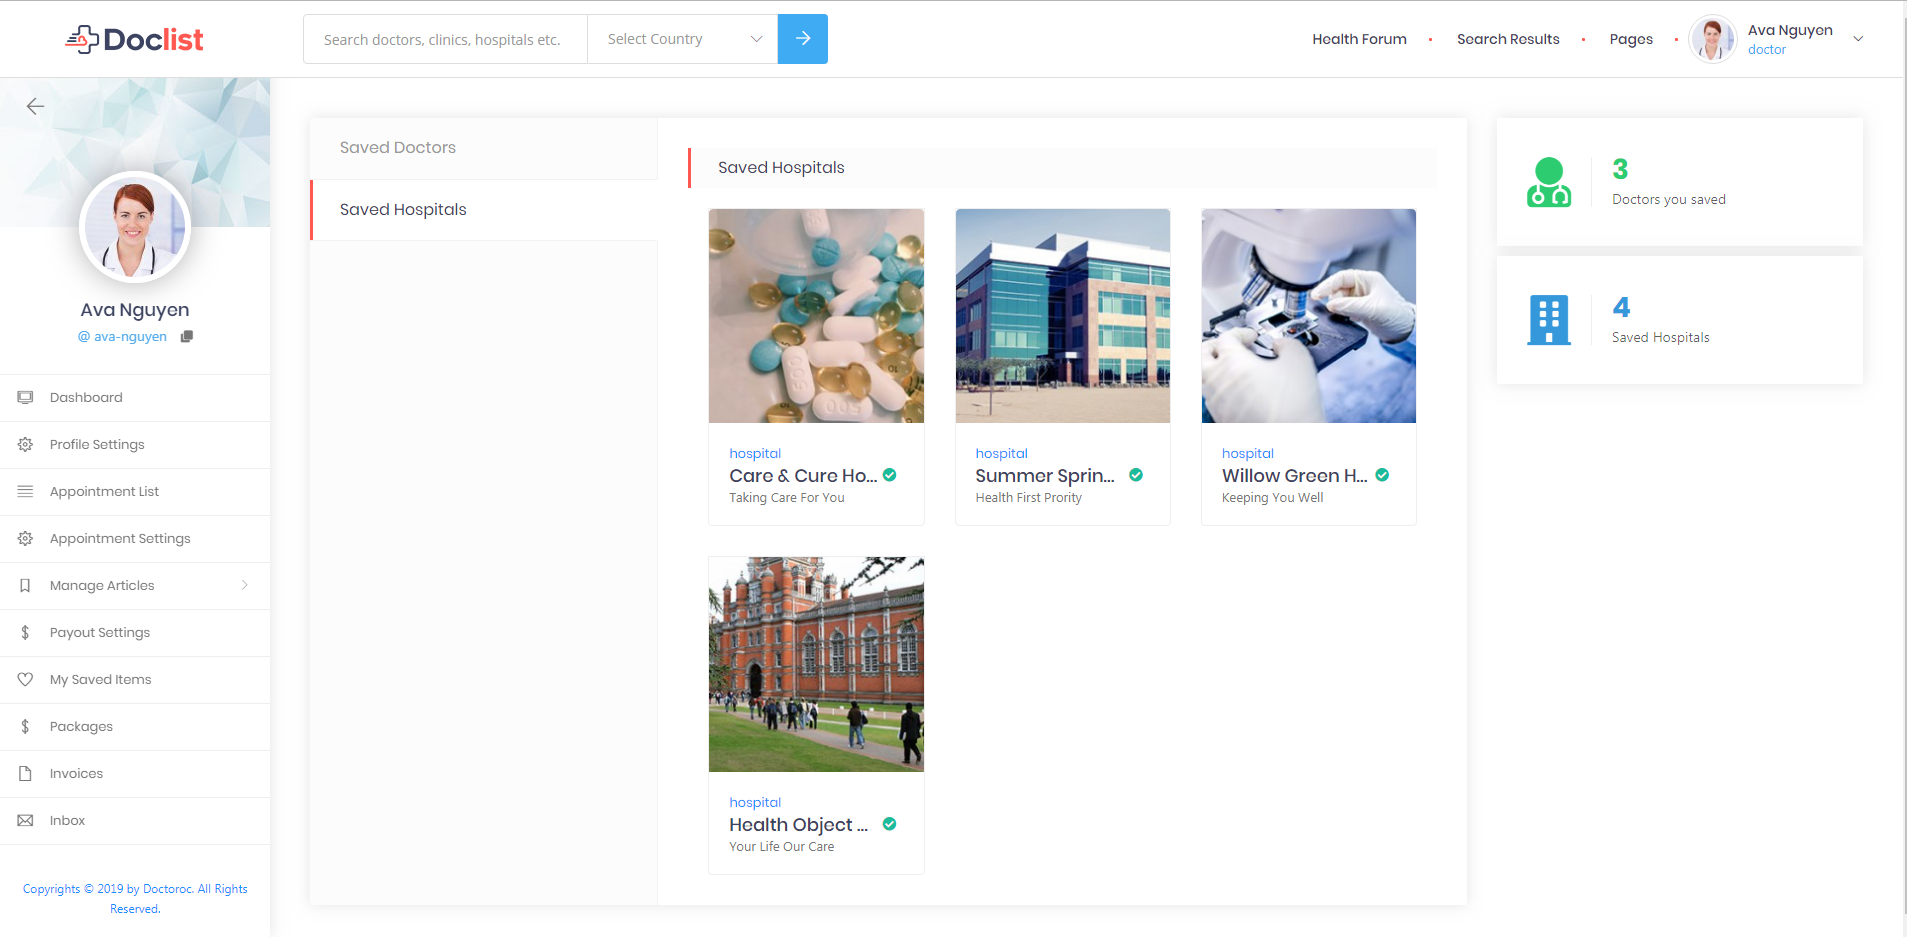 Doclist
Search doctors, clinics, hospitals etc.
Select Country
Health Forum
Search Results
Pages
Ava Nguyen
doctor
Ava Nguyen
@ ava-nguyen
Dashboard
Profile Settings
Appointment List
Appointment Settings
Manage Articles
Payout Settings
My Saved Items
Packages
Invoices
Inbox
Copyrights © 2019 by Doctoroc. All Rights
Reserved.
Saved Doctors
Saved Hospitals
Saved Hospitals
hospital
Care & Cure Ho...
Taking Care For You
hospital
Summer Sprin...
Health First Prority
hospital
Willow Green H...
Keeping You Well
hospital
Health Object ...
Your Life Our Care
3
Doctors you saved
4
Saved Hospitals